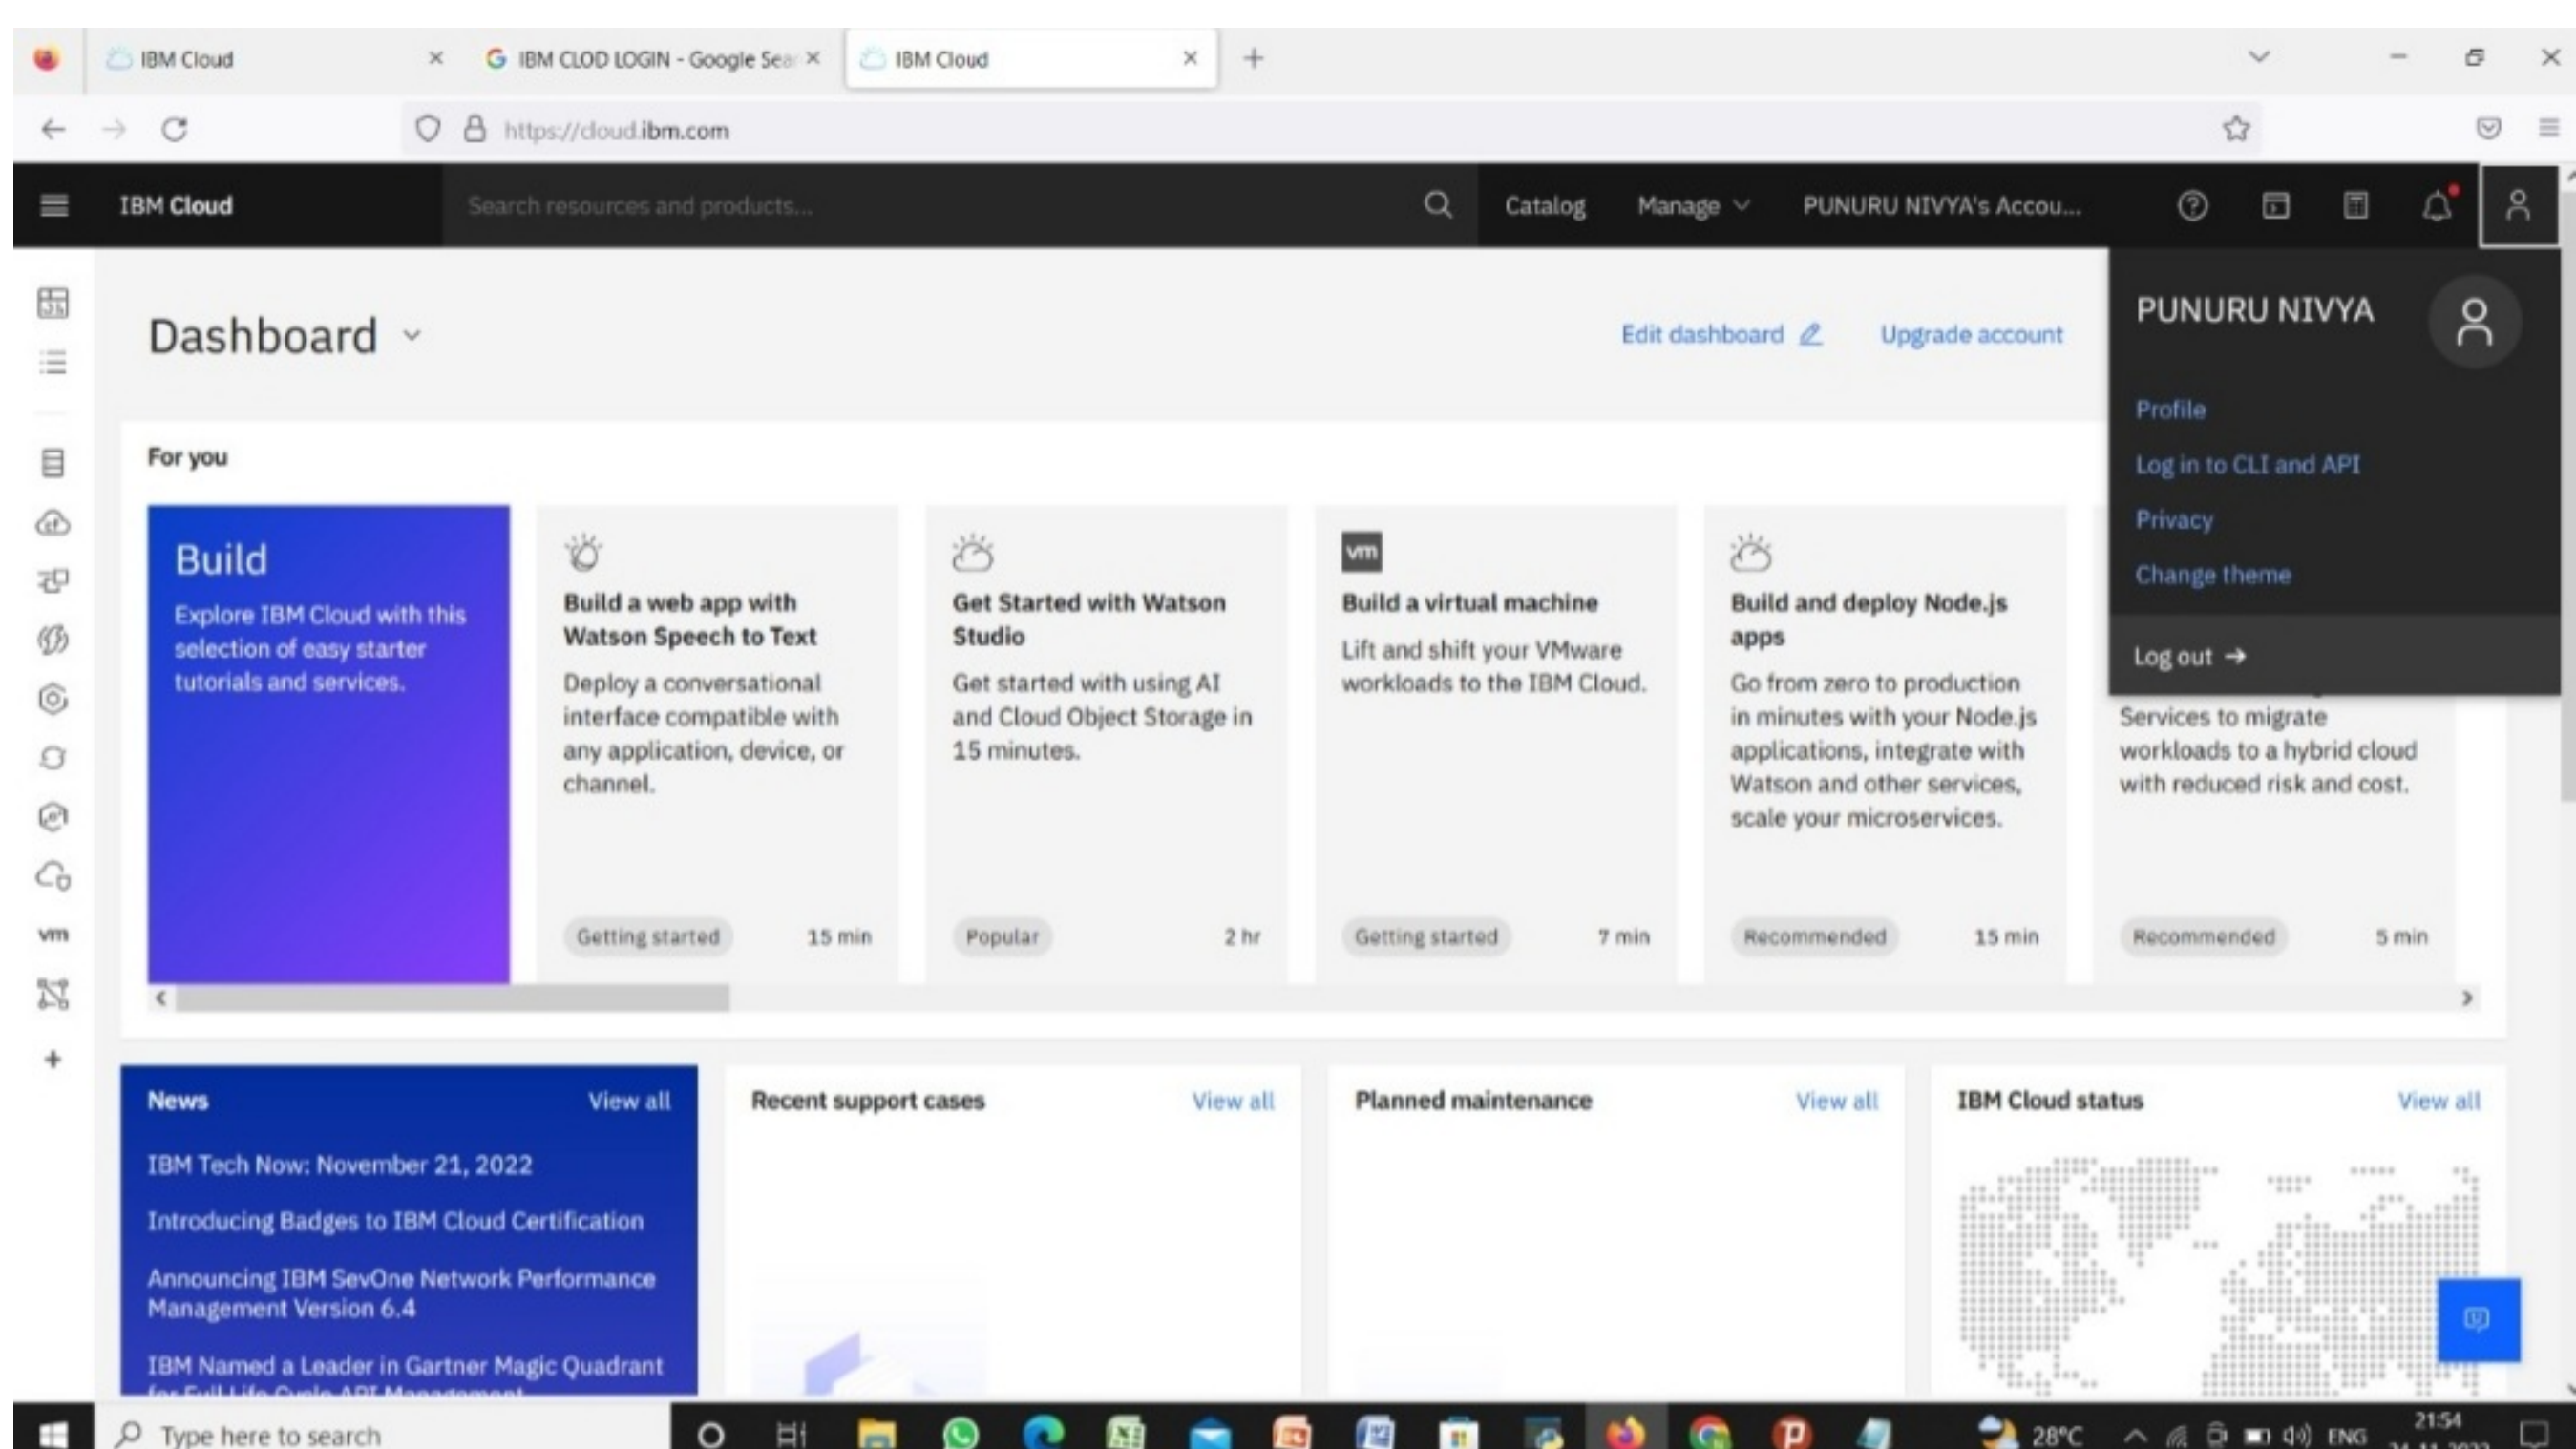 IBM Cloud
IBM CLOD LOGIN - Google Sear
IBM Cloud
https://cloud.ibm.com
IBM Cloud
Search resources and products...
Catalog
Manage
PUNURU NIVYA's Accou...
Dashboard
Edit dashboard
Upgrade account
PUNURU NIVYA
Profile
Log in to CLI and API
Privacy
Change theme
Log out →
For you
Build
Explore IBM Cloud with this
selection of easy starter
tutorials and services.
Build a web app with
Watson Speech to Text
Deploy a conversational
interface compatible with
any application, device, or
channel.
Getting started
15 min
Get Started with Watson
Studio
Get started with using AI
and Cloud Object Storage in
15 minutes.
Popular
2 hr
vm
Build a virtual machine
Lift and shift your VMware
workloads to the IBM Cloud.
Getting started
7 min
Build and deploy Node.js
apps
Go from zero to production
in minutes with your Node.js
applications, integrate with
Watson and other services,
scale your microservices.
Recommended
15 min
Services to migrate
workloads to a hybrid cloud
with reduced risk and cost.
Recommended
5 min
vm
News
View all
IBM Tech Now: November 21, 2022
Introducing Badges to IBM Cloud Certification
Announcing IBM SevOne Network Performance
Management Version 6.4
IBM Named a Leader in Gartner Magic Quadrant
for Full Life Cycle API Management
Recent support cases
View all
Planned maintenance
View all
IBM Cloud status
View all
Type here to search
28°C
ENG
21:54